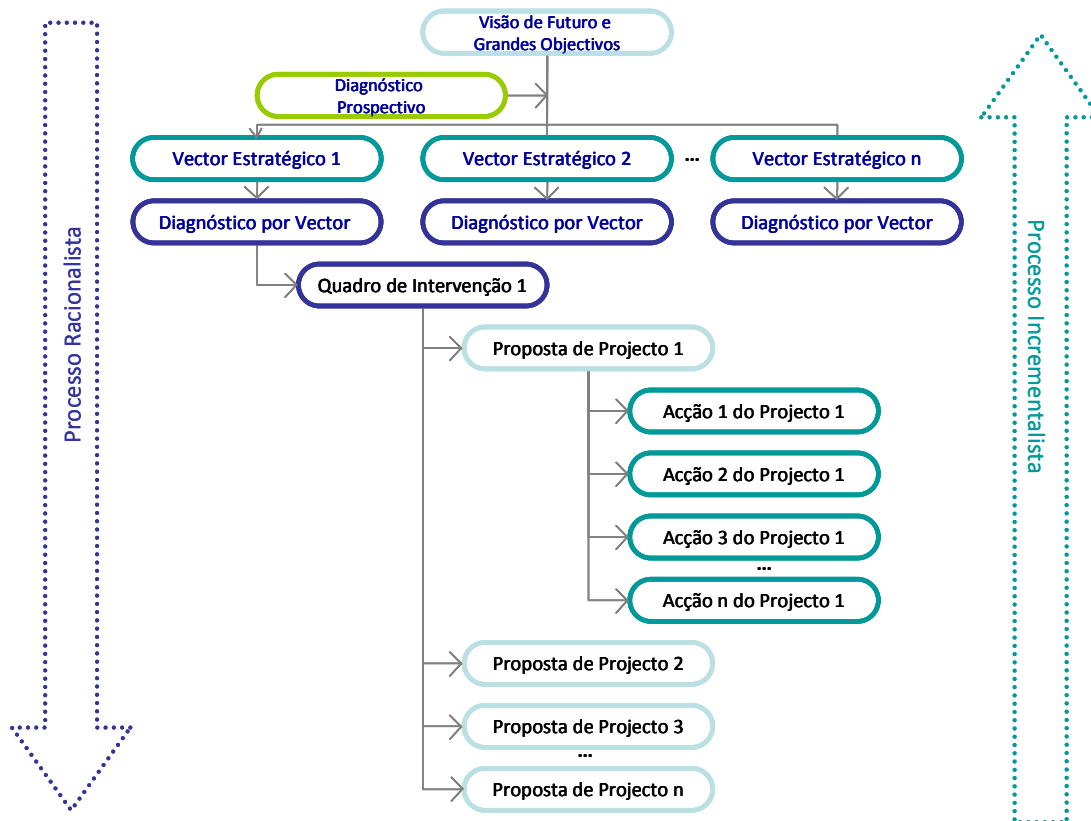 Visão de Futuro e
Grandes Objectivos
Diagnóstico
Prospectivo
Vector Estratégico 1
Vector Estratégico 2
...
Vector Estratégico n
Diagnóstico por Vector
Diagnóstico por Vector
Diagnóstico por Vector
Quadro de Intervenção 1
Proposta de Projecto 1
Acção 1 do Projecto 1
Acção 2 do Projecto 1
Acção 3 do Projecto 1
...
Acção n do Projecto 1
Proposta de Projecto 2
Proposta de Projecto 3
...
Proposta de Projecto n
Processo Racionalista
Processo Incrementalista